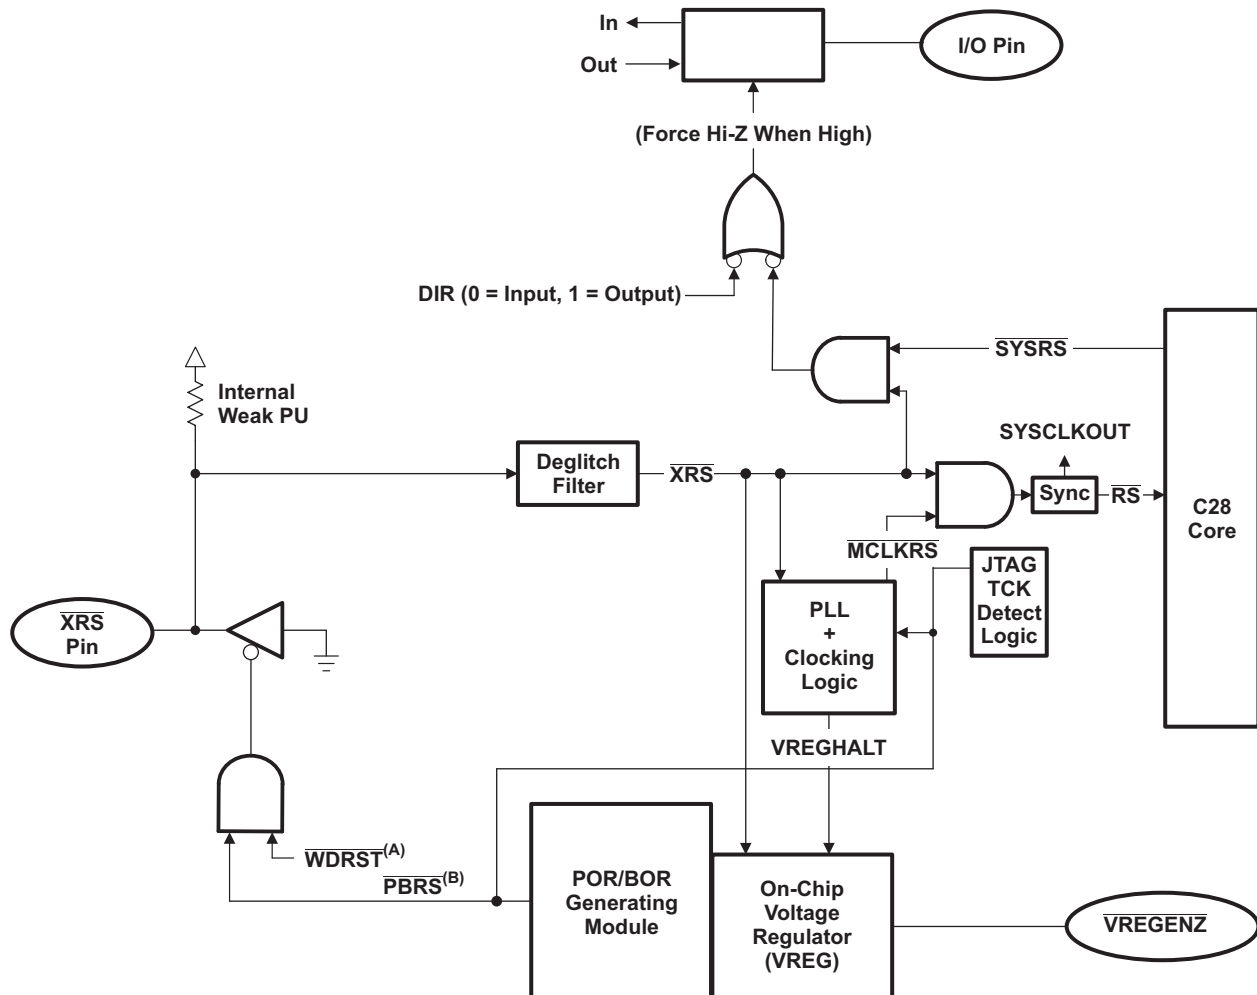 In
Out
I/O Pin
(Force Hi-Z When High)
DIR (0 = Input, 1 = Output)
SYSRS
Internal
Weak PU
SYSCLKOUT
Deglitch
Filter
XRS
Sync
RS
C28
Core
MCLKRS
JTAG
TCK
Detect
Logic
XRS
Pin
PLL
+
Clocking
Logic
VREGHALT
WDRST(A)
PBRS(B)
POR/BOR
Generating
Module
On-Chip
Voltage
Regulator
(VREG)
VREGENZ